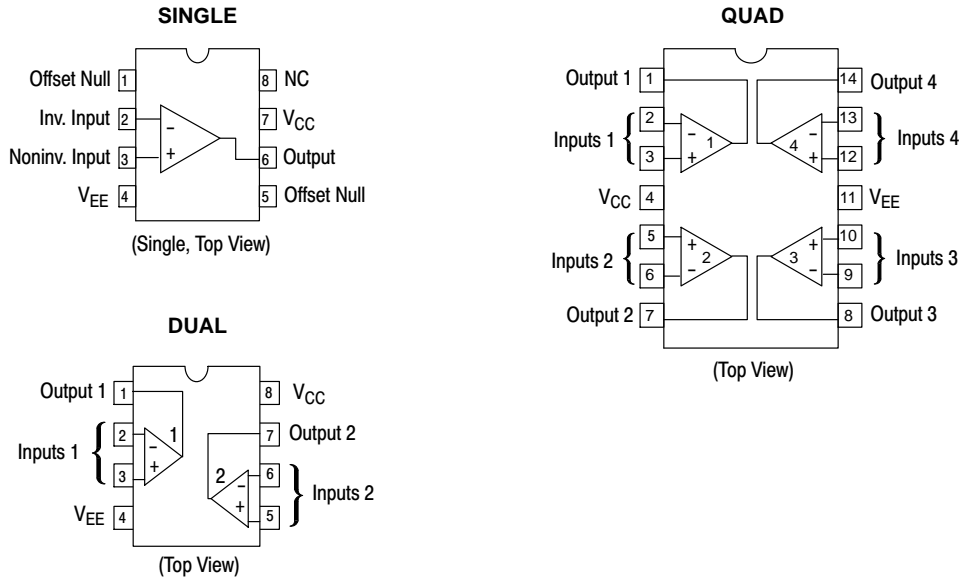 SINGLE
Offset Null 1 8 NC
Inv. Input 2 7 VCC
−
Noninv. Input 3 + 6 Output
VEE 4 5 Offset Null
(Single, Top View)
DUAL
Output 1 1 8 VCC
2 − 1 7 Output 2
Inputs 1
3 + 2 − 6
Inputs 2
VEE 4 + 5
(Top View)
QUAD
Output 1 1 14 Output 4
2 13
Inputs 1 − 1 4 − Inputs 4
3 + + 12
VCC 4 11 VEE
5 + + 10
Inputs 2 2 3 Inputs 3
6 − − 9
Output 2 7 8 Output 3
(Top View)